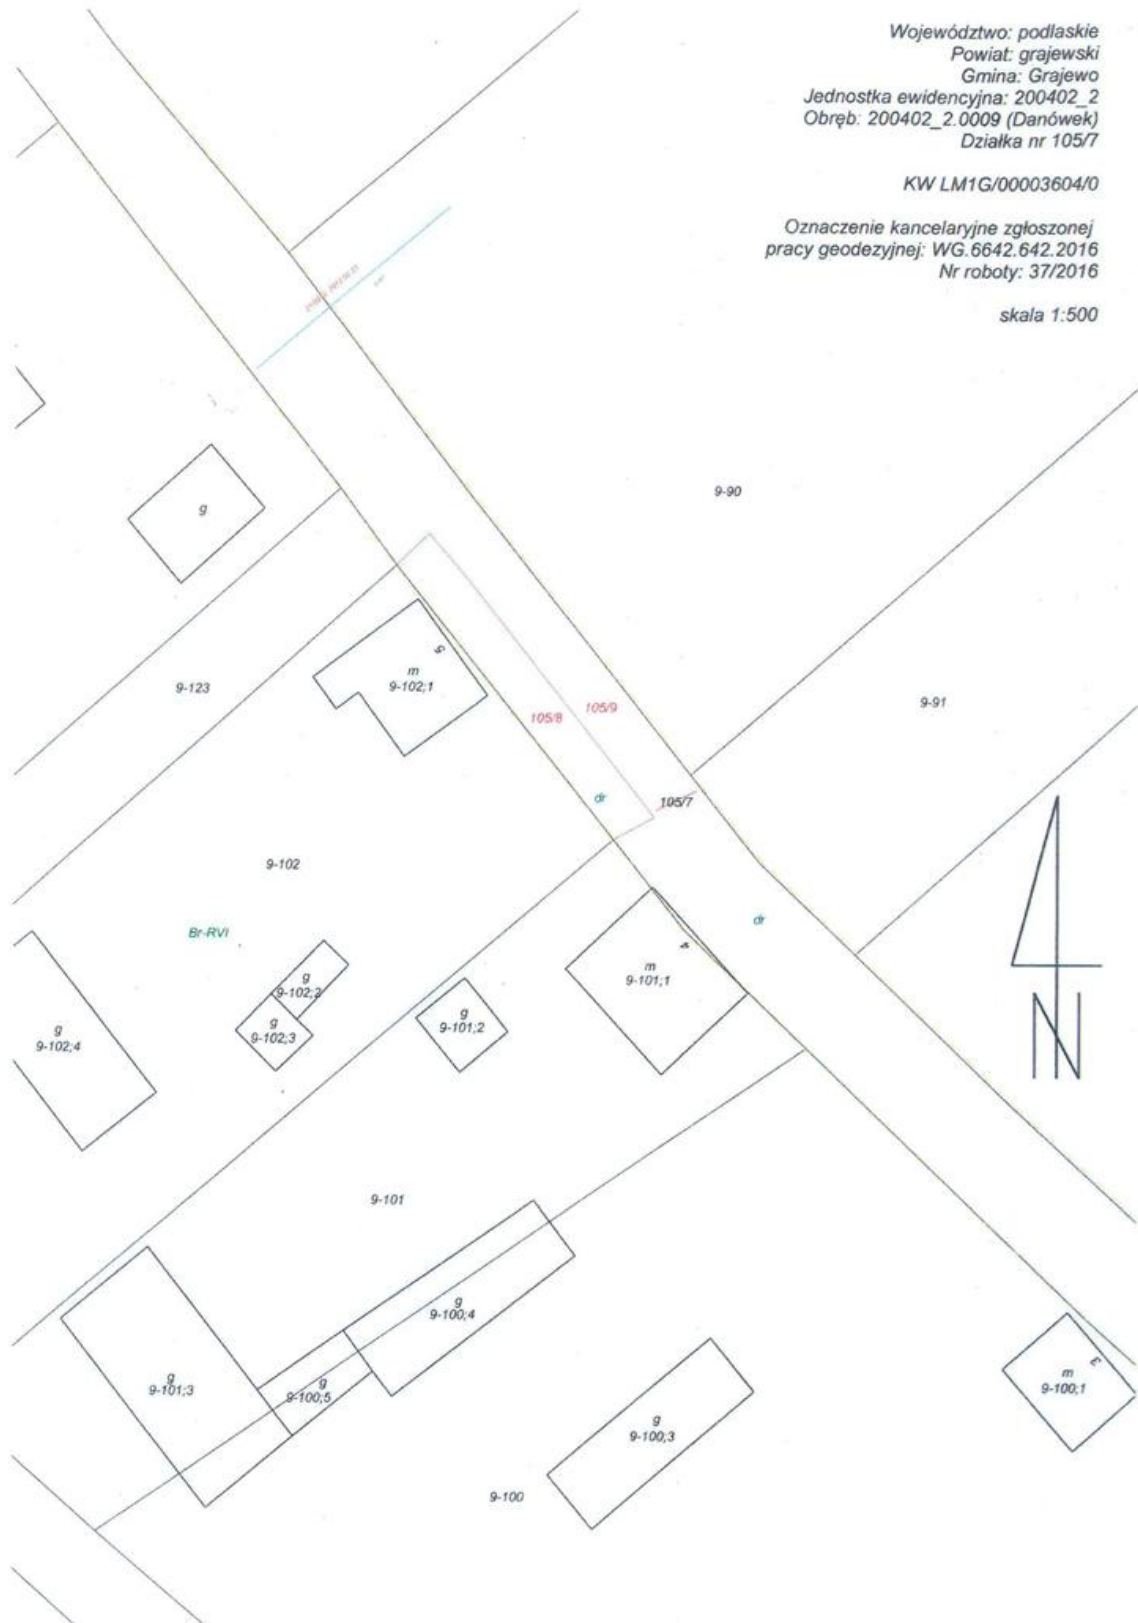 Województwo: podlaskie
Powiat: grajewski
Gmina: Grajewo
Jednostka ewidencyjna: 200402_2
Obręb: 200402_2.0009 (Danówek)
Działka nr 105/7
KW LM1G/00003604/0
Oznaczenie kancelaryjne zgłoszonej
pracy geodezyjnej: WG.6642.642.2016
Nr roboty: 37/2016
skala 1:500
9-90
g
5
m
9-102;1
9-123
9-91
105/8
105/9
dr
105/7
9-102
dr
Br-RVI
4
m
9-101;1
g
9-102;2
g
9-101;2
g
9-102;3
g
9-102;4
9-101
g
9-100;4
3
m
9-100;1
g
9-101;3
g
9-100;5
g
9-100;3
9-100
N